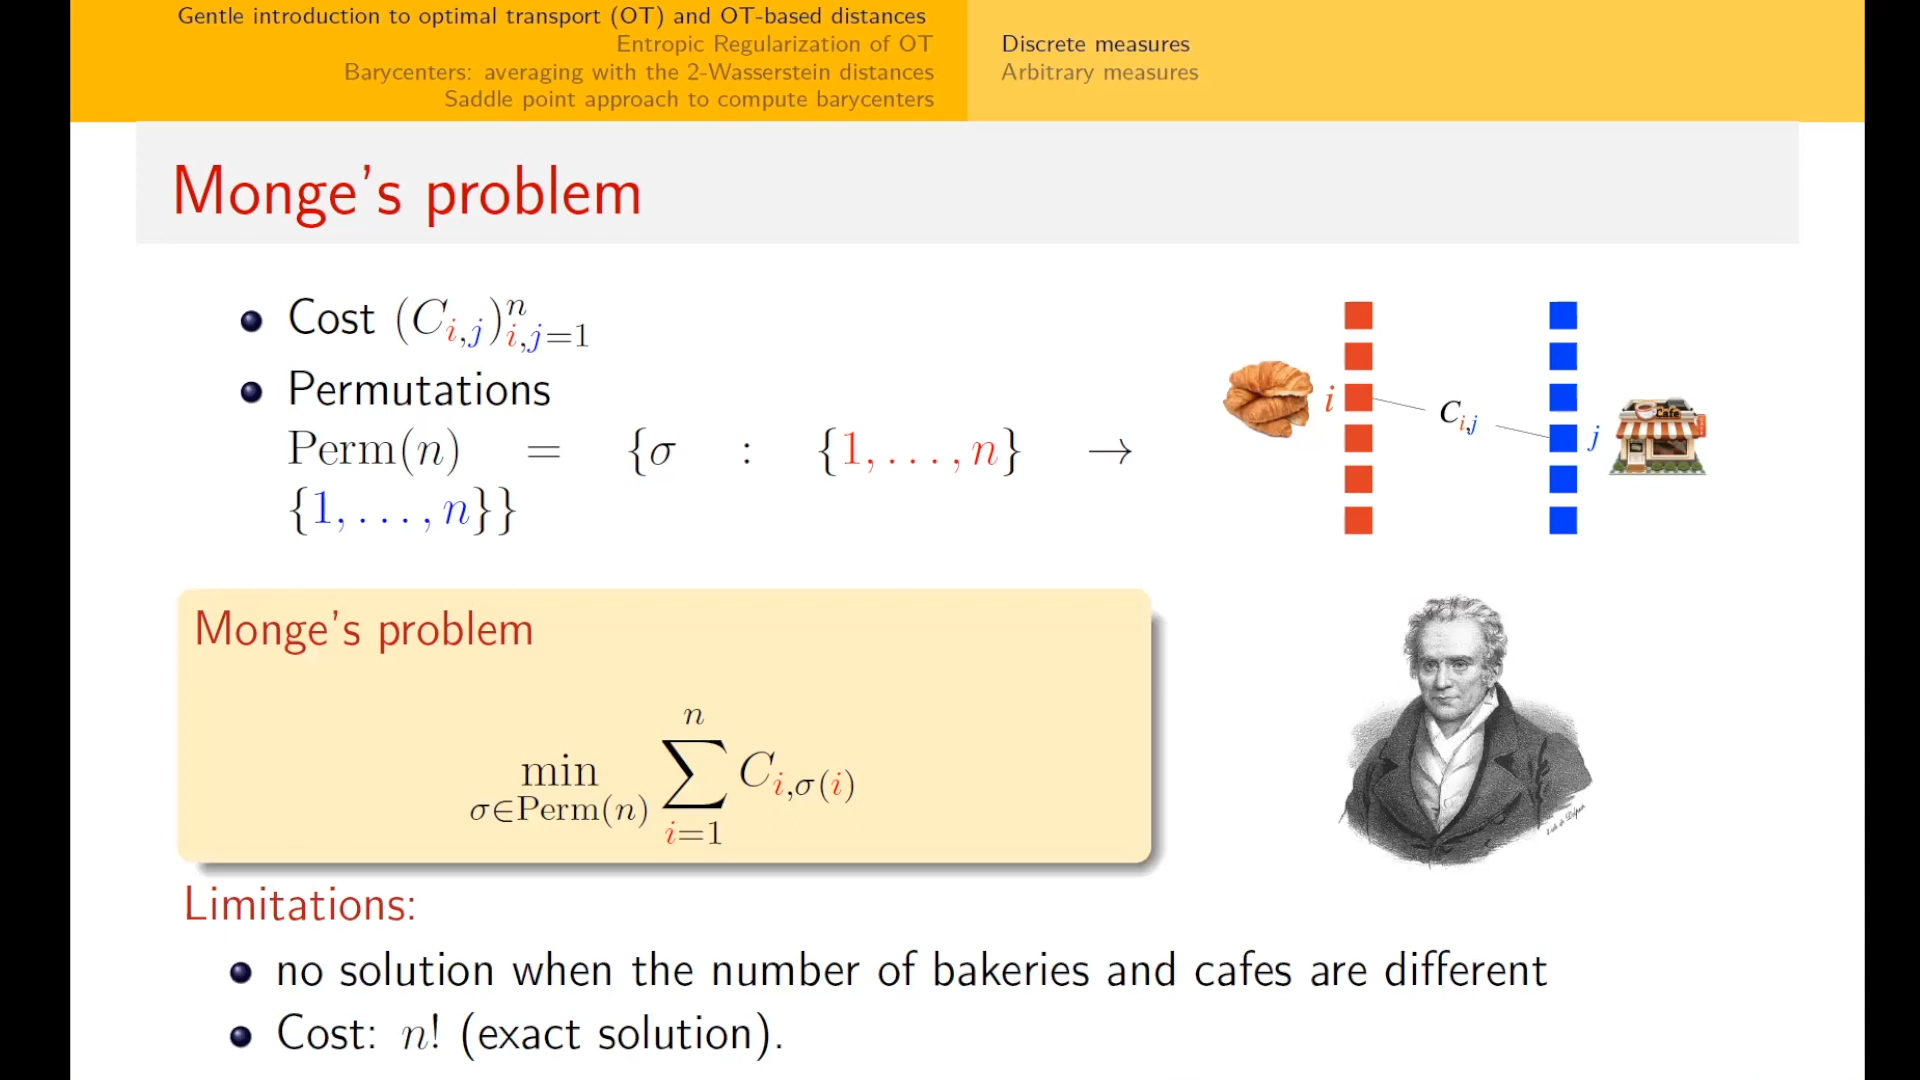 Gentle introduction to optimal transport (OT) and OT-based distances
Entropic Regularization of OT
Barycenters: averaging with the 2-Wasserstein distances
Saddle point approach to compute barycenters
Discrete measures
Arbitrary measures
Monge's problem
• Cost $(C_{i,j})_{i,j=1}^{n}$
• Permutations
Perm(n) = {σ : {1, . . . , n} →
{1, . . . , n}}
i
$C_{i,j}$
j
Cafe
Monge's problem
$\min_{σ∈Perm(n)} \sum_{i=1}^{n} C_{i,σ(i)}$
Limitations:
• no solution when the number of bakeries and cafes are different
• Cost: n! (exact solution).